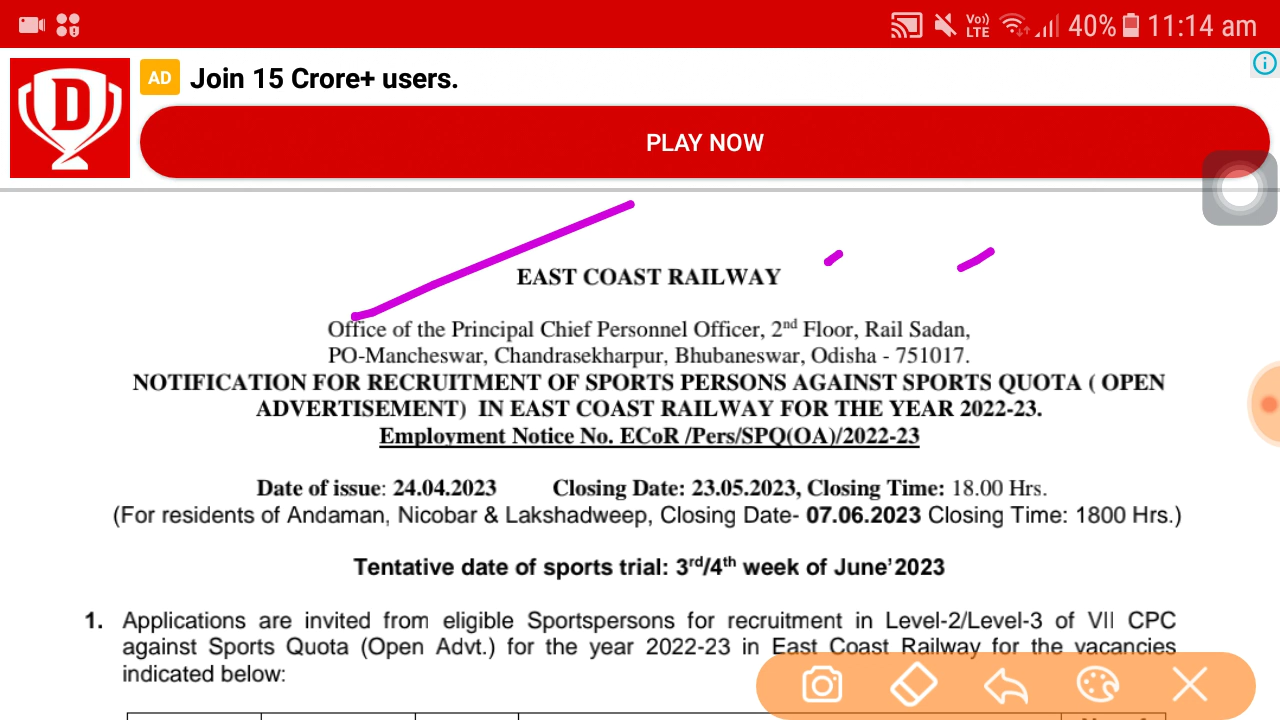 Vo))
LTE
40%
11:14 am
D
AD
Join 15 Crore+ users.
PLAY NOW
EAST COAST RAILWAY
Office of the Principal Chief Personnel Officer, 2nd Floor, Rail Sadan,
PO-Mancheswar, Chandrasekharpur, Bhubaneswar, Odisha - 751017.
NOTIFICATION FOR RECRUITMENT OF SPORTS PERSONS AGAINST SPORTS QUOTA ( OPEN
ADVERTISEMENT) IN EAST COAST RAILWAY FOR THE YEAR 2022-23.
Employment Notice No. ECoR /Pers/SPQ(OA)/2022-23
Date of issue: 24.04.2023 Closing Date: 23.05.2023, Closing Time: 18.00 Hrs.
(For residents of Andaman, Nicobar & Lakshadweep, Closing Date- 07.06.2023 Closing Time: 1800 Hrs.)
Tentative date of sports trial: 3rd/4th week of June'2023
1. Applications are invited from eligible Sportspersons for recruitment in Level-2/Level-3 of VII CPC
against Sports Quota (Open Advt.) for the year 2022-23 in East Coast Railway for the vacancies
indicated below: